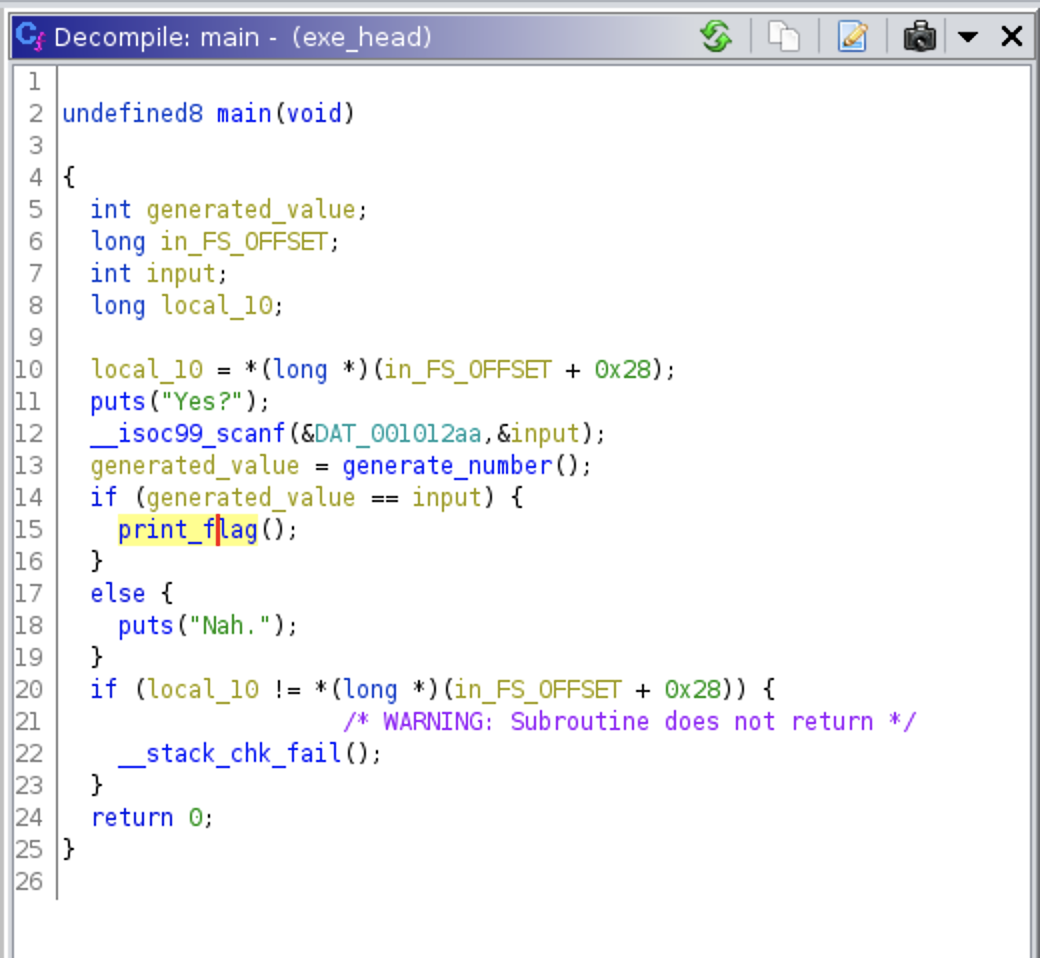 Decompile: main - (exe_head)
1
2 undefined8 main(void)
3
4 {
5   int generated_value;
6   long in_FS_OFFSET;
7   int input;
8   long local_10;
9
10   local_10 = *(long *)(in_FS_OFFSET + 0x28);
11   puts("Yes?");
12   __isoc99_scanf(&DAT_001012aa,&input);
13   generated_value = generate_number();
14   if (generated_value == input) {
15     print_flag();
16   }
17   else {
18     puts("Nah.");
19   }
20   if (local_10 != *(long *)(in_FS_OFFSET + 0x28)) {
21                     /* WARNING: Subroutine does not return */
22     __stack_chk_fail();
23   }
24   return 0;
25 }
26